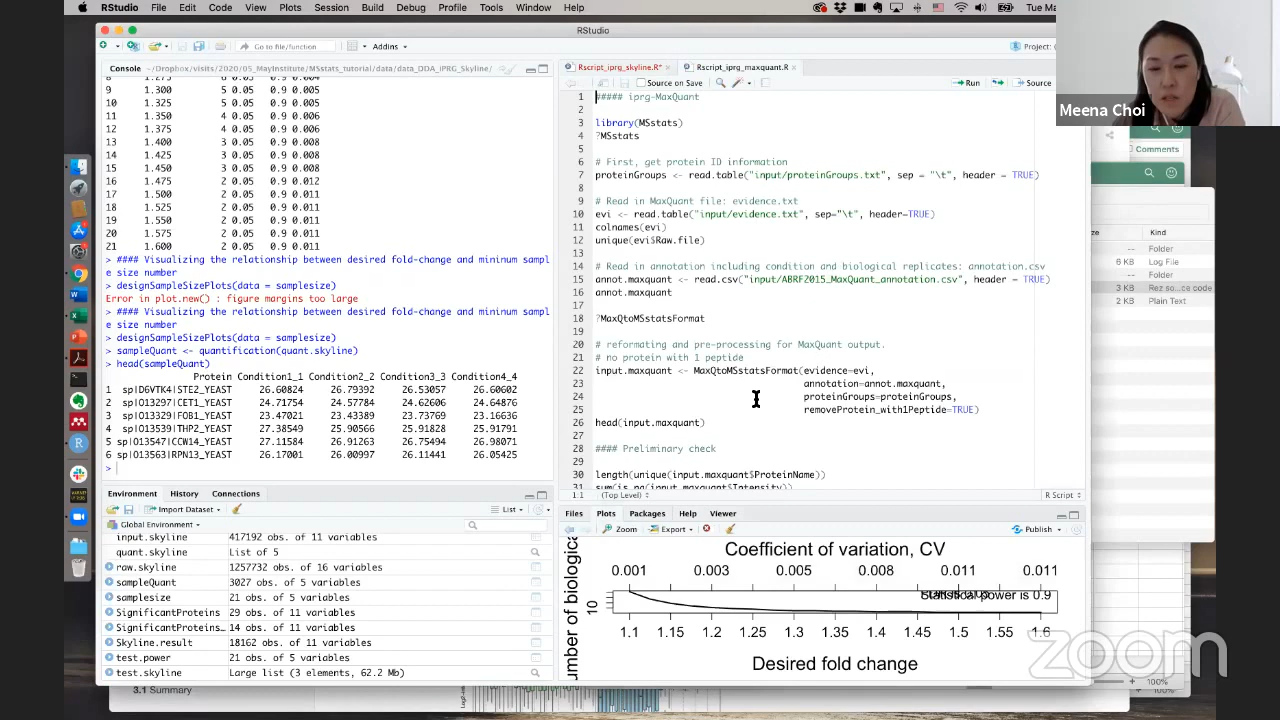 RStudio File Edit Code View Plots Session Build Debug Profile Tools Window Help
100%
RStudio
Go to file/function
Addins
Project:
Meena Choi
Console ~/Dropbox/visits/2020/05_MayInstitute/MSstats_tutorial/data/data_DDA_iPRG_Skyline/
9 1.300 5 0.05 0.9 0.005
10 1.325 5 0.05 0.9 0.005
11 1.350 4 0.05 0.9 0.006
12 1.375 4 0.05 0.9 0.006
13 1.400 3 0.05 0.9 0.008
14 1.425 3 0.05 0.9 0.008
15 1.450 3 0.05 0.9 0.008
16 1.475 2 0.05 0.9 0.012
17 1.500 2 0.05 0.9 0.011
18 1.525 2 0.05 0.9 0.011
19 1.550 2 0.05 0.9 0.011
20 1.575 2 0.05 0.9 0.011
21 1.600 2 0.05 0.9 0.011
> #### Visualizing the relationship between desired fold-change and mininum sampl
e size number
> designSampleSizePlots(data = samplesize)
Error in plot.new() : figure margins too large
> #### Visualizing the relationship between desired fold-change and mininum sampl
e size number
> designSampleSizePlots(data = samplesize)
> sampleQuant <- quantification(quant.skyline)
> head(sampleQuant)
Protein Condition1_1 Condition2_2 Condition3_3 Condition4_4
1 sp|D6VTK4|STE2_YEAST 26.60824 26.79392 26.53057 26.60602
2 sp|O13297|CET1_YEAST 24.71754 24.57784 24.62606 24.64876
3 sp|O13329|FOB1_YEAST 23.47021 23.43389 23.73769 23.16636
4 sp|O13539|THP2_YEAST 27.38549 25.90566 25.91828 25.91791
5 sp|O13547|CCW14_YEAST 27.11584 26.91263 26.75494 26.98071
6 sp|O13563|RPN13_YEAST 26.17001 26.00997 26.11441 26.05425
>
Environment History Connections
Import Dataset
List
Global Environment
input.skyline 417192 obs. of 11 variables
quant.skyline List of 5
raw.skyline 1257732 obs. of 16 variables
sampleQuant 3027 obs. of 5 variables
samplesize 21 obs. of 5 variables
SignificantProteins 29 obs. of 11 variables
SignificantProteins… 14 obs. of 11 variables
Skyline.result 18162 obs. of 11 variables
test.power 21 obs. of 5 variables
test.skyline Large list (3 elements, 62.2 Mb)
Rscript_iprg_skyline.R* Rscript_iprg_maxquant.R
Source on Save
Run
Source
1 ##### iprg-MaxQuant
2
3 library(MSstats)
4 ?MSstats
5
6 # First, get protein ID information
7 proteinGroups <- read.table("input/proteinGroups.txt", sep = "\t", header = TRUE)
8
9 # Read in MaxQuant file: evidence.txt
10 evi <- read.table("input/evidence.txt", sep="\t", header=TRUE)
11 colnames(evi)
12 unique(evi$Raw.file)
13
14 # Read in annotation including condition and biological replicates: annotation.csv
15 annot.maxquant <- read.csv("input/ABRF2015_MaxQuant_annotation.csv", header = TRUE)
16 annot.maxquant
17
18 ?MaxQtoMSstatsFormat
19
20 # reformating and pre-processing for MaxQuant output.
21 # no protein with 1 peptide
22 input.maxquant <- MaxQtoMSstatsFormat(evidence=evi,
23 annotation=annot.maxquant,
24 proteinGroups=proteinGroups,
25 removeProtein_with1Peptide=TRUE)
26 head(input.maxquant)
27
28 #### Preliminary check
29
30 length(unique(input.maxquant$ProteinName))
1:1 (Top Level) R Script
Files Plots Packages Help Viewer
Zoom Export Publish
Coefficient of variation, CV
0.001 0.003 0.005 0.008 0.011 0.011
10
Statistical power is 0.9
1.1 1.15 1.2 1.25 1.3 1.35 1.4 1.45 1.5 1.55 1.6
Desired fold change
Comments
Kind
-- Folder
6 KB Log File
-- Folder
3 KB Rez so...ce code
2 KB Plain Text
zoom
100%
3.1 Summary